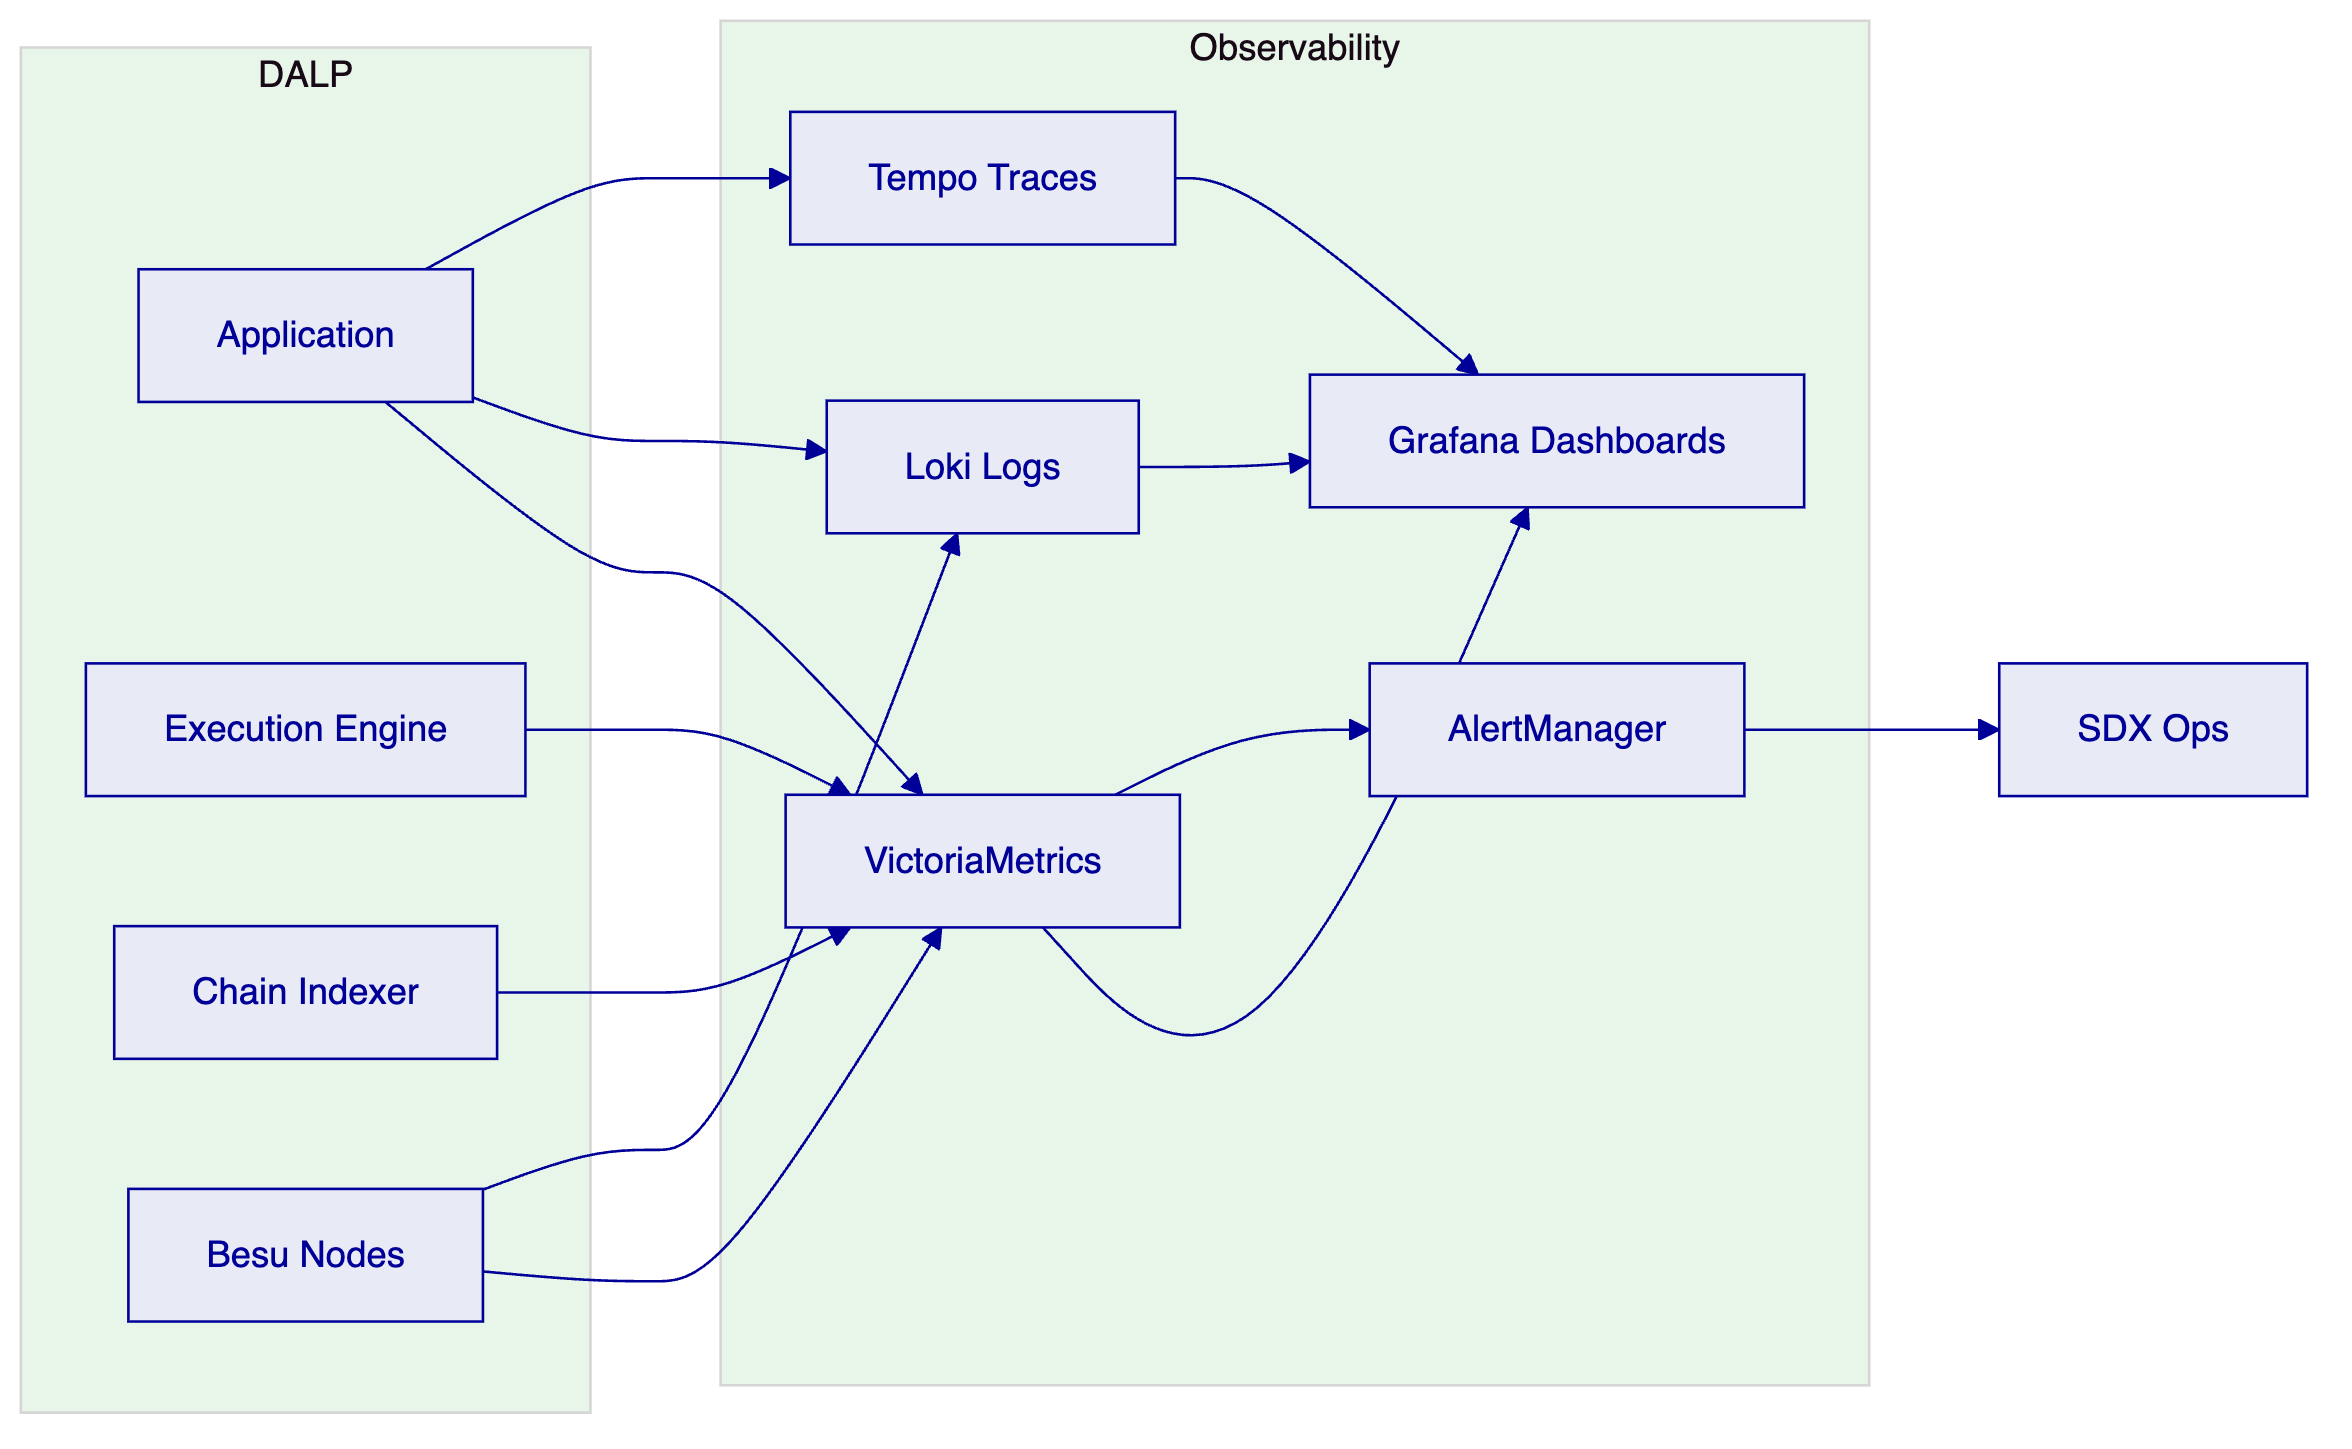 DALP
Application
Execution Engine
Chain Indexer
Besu Nodes
Observability
Tempo Traces
Loki Logs
VictoriaMetrics
Grafana Dashboards
AlertManager
SDX Ops